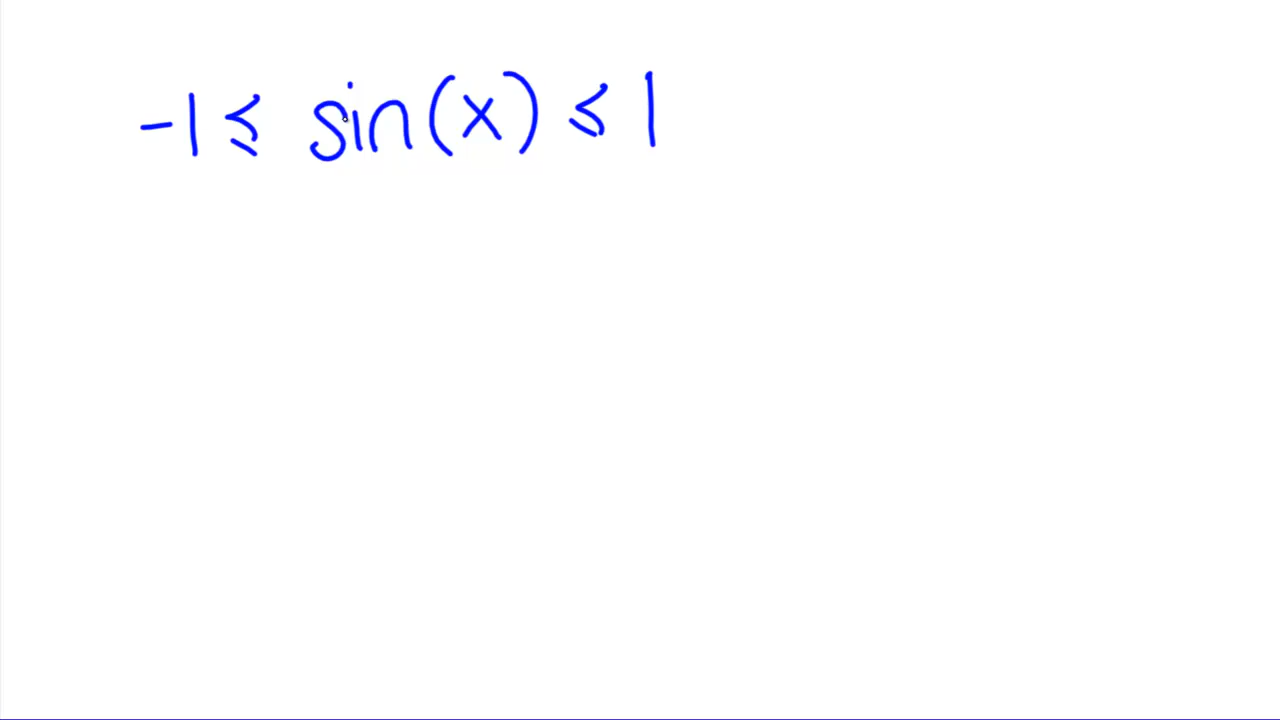 -1 ≤ sin(x) ≤ 1